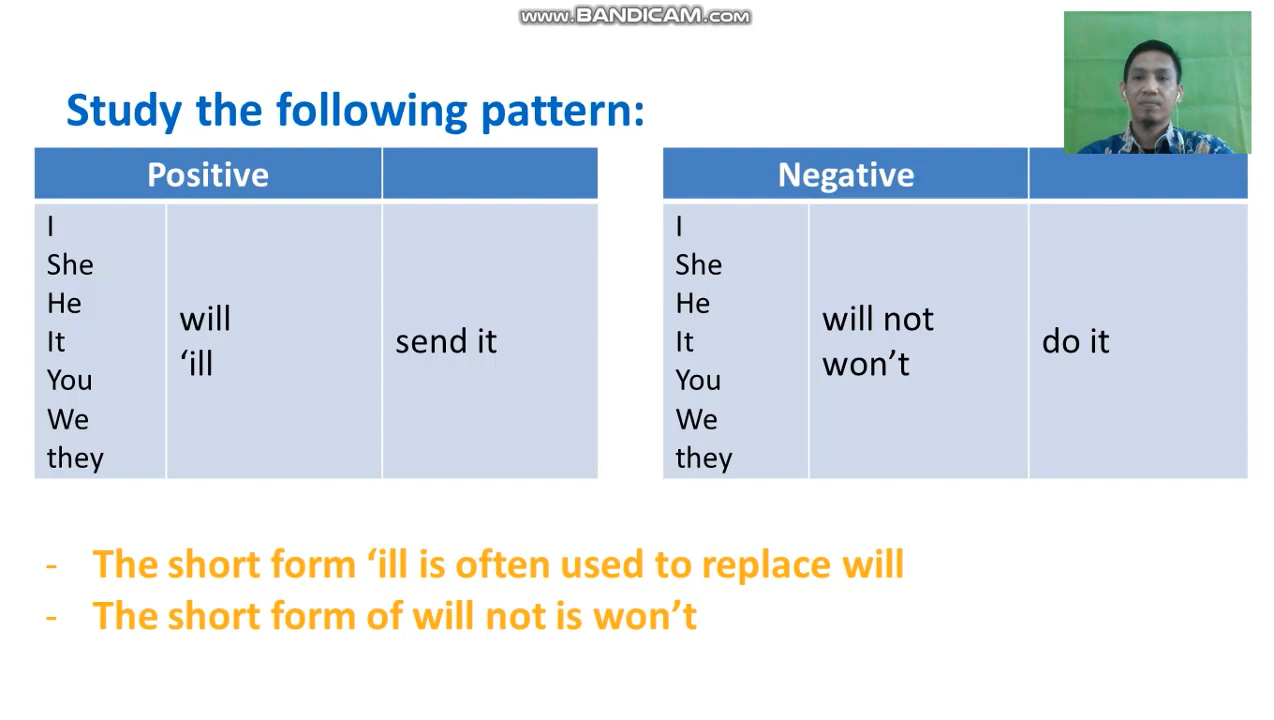 www.BANDICAM.com
Study the following pattern:
Positive
I
She
He
It
You
We
they
will
‘ill
send it
Negative
I
She
He
It
You
We
they
will not
won’t
do it
- The short form ‘ill is often used to replace will
- The short form of will not is won’t